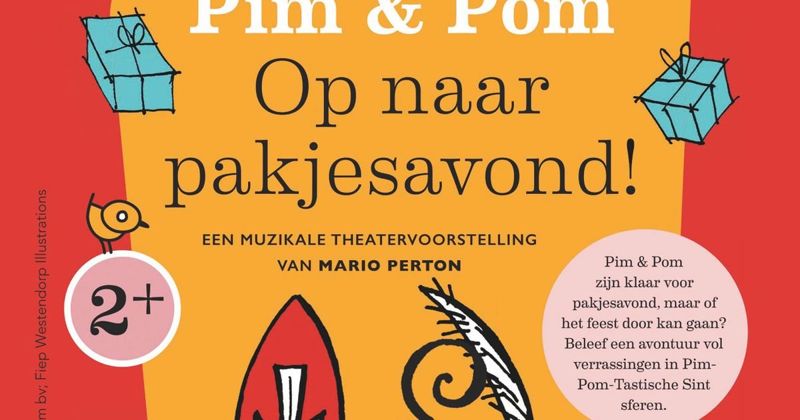 Pim & Pom
Op naar
pakjesavond!
EEN MUZIKALE THEATERVOORSTELLING
VAN MARIO PERTON
2+
Pim & Pom
zijn klaar voor
pakjesavond, maar of
het feest door kan gaan?
Beleef een avontuur vol
verrassingen in Pim-
Pom-Tastische Sint
sferen.
bv; Fiep Westendorp Illustrations